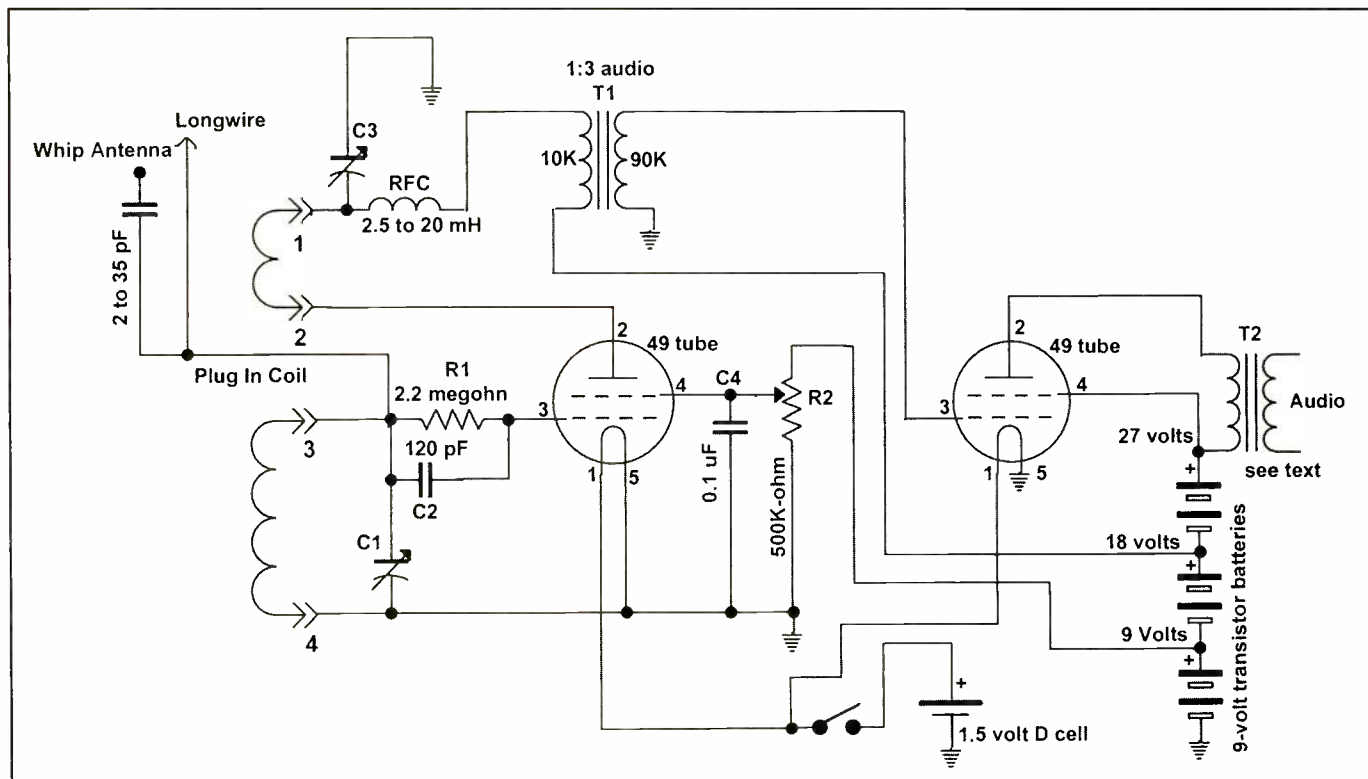 1:3 audio
T1
Longwire
Whip Antenna
C3
10K
90K
RFC
2.5 to 20 mH
2 to 35 pF
1
2
2
49 tube
2
49 tube
T2
Plug In Coil
R1
2.2 megohn
4
C4
R2
4
Audio
3
3
120 pF
3
27 volts
+
see text
C2
1
5
0.1 uF
500K-ohm
1
5
C1
18 volts
+
9-volt transistor batteries
4
9 Volts
+
+
1.5 volt D cell